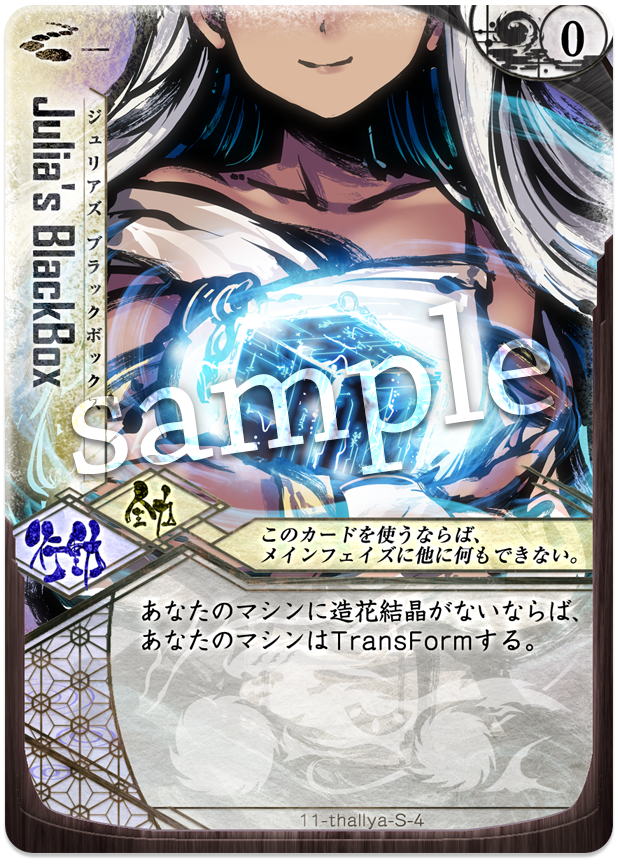 0
Julia's BlackBox
ジュリアズ ブラックボックス
sample
全力
行動
このカードを使うならば、
メインフェイズに他に何もできない。
あなたのマシンに造花結晶がないならば、
あなたのマシンはTransFormする。
11-thallya-S-4